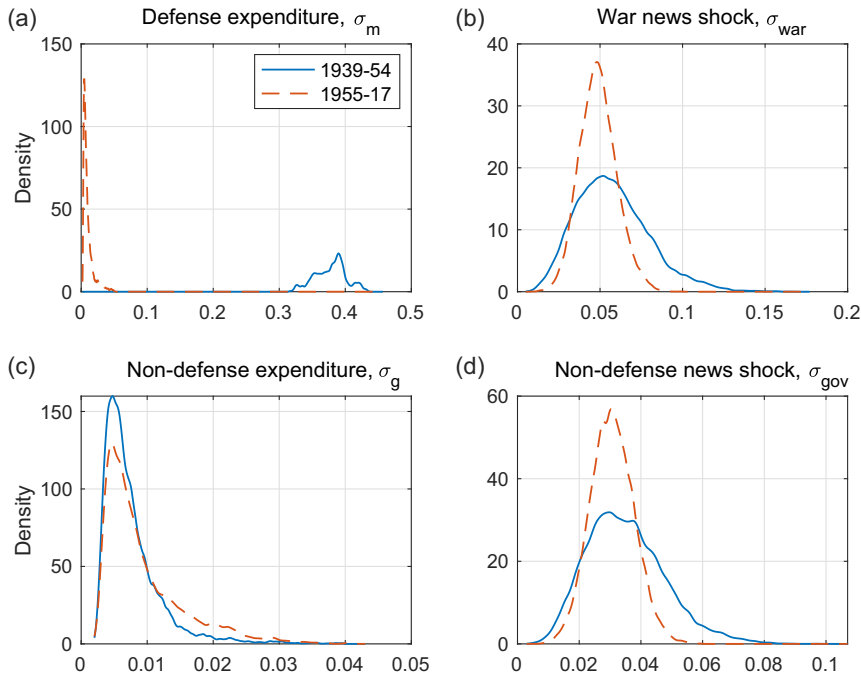 (a) Defense expenditure, σm
150
100
50
0
Density
0 0.1 0.2 0.3 0.4 0.5
1939-54
1955-17
(b) War news shock, σwar
40
30
20
10
0
0 0.05 0.1 0.15 0.2
(c) Non-defense expenditure, σg
150
100
50
0
Density
0 0.01 0.02 0.03 0.04 0.05
(d) Non-defense news shock, σgov
60
40
20
0
0 0.02 0.04 0.06 0.08 0.1